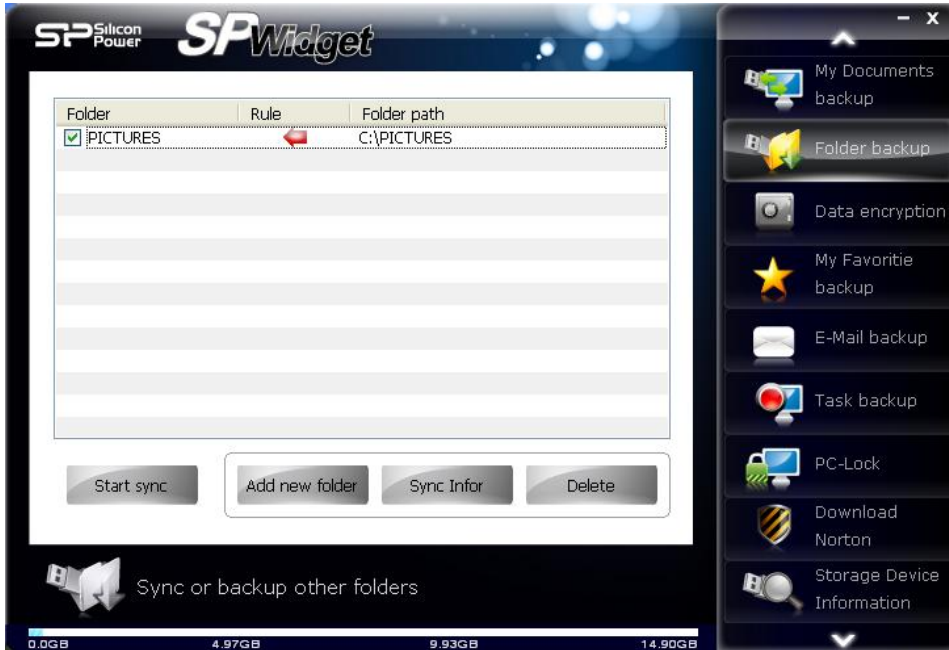 SP Silicon Power
SPWidget
- x
Folder Rule Folder path
PICTURES C:\PICTURES
Start sync Add new folder Sync Infor Delete
Sync or backup other folders
0.0GB 4.97GB 9.93GB 14.90GB
My Documents
backup
Folder backup
Data encryption
My Favoritie
backup
E-Mail backup
Task backup
PC-Lock
Download
Norton
Storage Device
Information